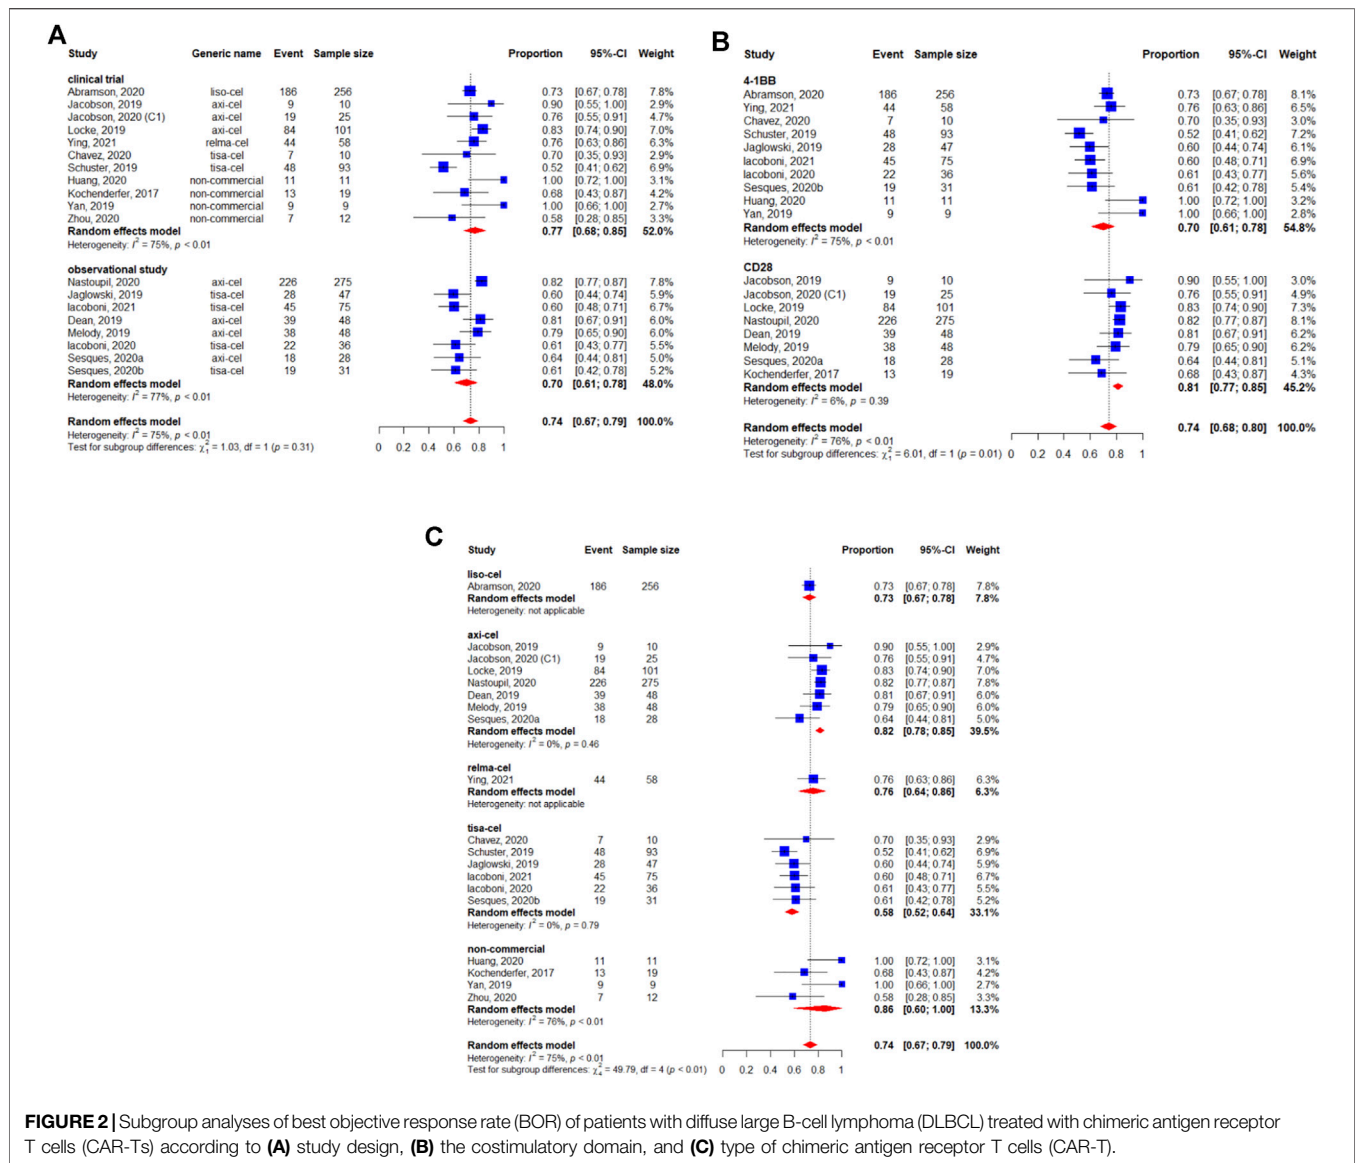 A
Study Generic name Event Sample size Proportion 95%-CI Weight
clinical trial
Abramson, 2020 liso-cel 186 256 0.73 [0.67; 0.78] 7.8%
Jacobson, 2019 axi-cel 9 10 0.90 [0.55; 1.00] 2.9%
Jacobson, 2020 (C1) axi-cel 19 25 0.76 [0.55; 0.91] 4.7%
Locke, 2019 axi-cel 84 101 0.83 [0.74; 0.90] 7.0%
Ying, 2021 relma-cel 44 58 0.76 [0.63; 0.86] 6.3%
Chavez, 2020 tisa-cel 7 10 0.70 [0.35; 0.93] 2.9%
Schuster, 2019 tisa-cel 48 93 0.52 [0.41; 0.62] 6.9%
Huang, 2020 non-commercial 11 11 1.00 [0.72; 1.00] 3.1%
Kochenderfer, 2017 non-commercial 13 19 0.68 [0.43; 0.87] 4.2%
Yan, 2019 non-commercial 9 9 1.00 [0.66; 1.00] 2.7%
Zhou, 2020 non-commercial 7 12 0.58 [0.28; 0.85] 3.3%
Random effects model 0.77 [0.68; 0.85] 52.0%
Heterogeneity: I² = 75%, p < 0.01
observational study
Nastoupil, 2020 axi-cel 226 275 0.82 [0.77; 0.87] 7.8%
Jaglowski, 2019 tisa-cel 28 47 0.60 [0.44; 0.74] 5.9%
Iacoboni, 2021 tisa-cel 45 75 0.60 [0.48; 0.71] 6.7%
Dean, 2019 axi-cel 39 48 0.81 [0.67; 0.91] 6.0%
Melody, 2019 axi-cel 38 48 0.79 [0.65; 0.90] 6.0%
Iacoboni, 2020 tisa-cel 22 36 0.61 [0.43; 0.77] 5.5%
Sesques, 2020a axi-cel 18 28 0.64 [0.44; 0.81] 5.0%
Sesques, 2020b tisa-cel 19 31 0.61 [0.42; 0.78] 5.2%
Random effects model 0.70 [0.61; 0.78] 48.0%
Heterogeneity: I² = 77%, p < 0.01
Random effects model 0.74 [0.67; 0.79] 100.0%
Heterogeneity: I² = 75%, p < 0.01
Test for subgroup differences: χ²₁ = 1.03, df = 1 (p = 0.31)
0 0.2 0.4 0.6 0.8 1
B
Study Event Sample size Proportion 95%-CI Weight
4-1BB
Abramson, 2020 186 256 0.73 [0.67; 0.78] 8.1%
Ying, 2021 44 58 0.76 [0.63; 0.86] 6.5%
Chavez, 2020 7 10 0.70 [0.35; 0.93] 3.0%
Schuster, 2019 48 93 0.52 [0.41; 0.62] 7.2%
Jaglowski, 2019 28 47 0.60 [0.44; 0.74] 6.1%
Iacoboni, 2021 45 75 0.60 [0.48; 0.71] 6.9%
Iacoboni, 2020 22 36 0.61 [0.43; 0.77] 5.6%
Sesques, 2020b 19 31 0.61 [0.42; 0.78] 5.4%
Huang, 2020 11 11 1.00 [0.72; 1.00] 3.2%
Yan, 2019 9 9 1.00 [0.66; 1.00] 2.8%
Random effects model 0.70 [0.61; 0.78] 54.8%
Heterogeneity: I² = 75%, p < 0.01
CD28
Jacobson, 2019 9 10 0.90 [0.55; 1.00] 3.0%
Jacobson, 2020 (C1) 19 25 0.76 [0.55; 0.91] 4.9%
Locke, 2019 84 101 0.83 [0.74; 0.90] 7.3%
Nastoupil, 2020 226 275 0.82 [0.77; 0.87] 8.1%
Dean, 2019 39 48 0.81 [0.67; 0.91] 6.2%
Melody, 2019 38 48 0.79 [0.65; 0.90] 6.2%
Sesques, 2020a 18 28 0.64 [0.44; 0.81] 5.1%
Kochenderfer, 2017 13 19 0.68 [0.43; 0.87] 4.3%
Random effects model 0.81 [0.77; 0.85] 45.2%
Heterogeneity: I² = 6%, p = 0.39
Random effects model 0.74 [0.68; 0.80] 100.0%
Heterogeneity: I² = 76%, p < 0.01
Test for subgroup differences: χ²₁ = 6.01, df = 1 (p = 0.01)
0 0.2 0.4 0.6 0.8 1
C
Study Event Sample size Proportion 95%-CI Weight
liso-cel
Abramson, 2020 186 256 0.73 [0.67; 0.78] 7.8%
Random effects model 0.73 [0.67; 0.78] 7.8%
Heterogeneity: not applicable
axi-cel
Jacobson, 2019 9 10 0.90 [0.55; 1.00] 2.9%
Jacobson, 2020 (C1) 19 25 0.76 [0.55; 0.91] 4.7%
Locke, 2019 84 101 0.83 [0.74; 0.90] 7.0%
Nastoupil, 2020 226 275 0.82 [0.77; 0.87] 7.8%
Dean, 2019 39 48 0.81 [0.67; 0.91] 6.0%
Melody, 2019 38 48 0.79 [0.65; 0.90] 6.0%
Sesques, 2020a 18 28 0.64 [0.44; 0.81] 5.0%
Random effects model 0.82 [0.78; 0.85] 39.5%
Heterogeneity: I² = 0%, p = 0.46
relma-cel
Ying, 2021 44 58 0.76 [0.63; 0.86] 6.3%
Random effects model 0.76 [0.64; 0.86] 6.3%
Heterogeneity: not applicable
tisa-cel
Chavez, 2020 7 10 0.70 [0.35; 0.93] 2.9%
Schuster, 2019 48 93 0.52 [0.41; 0.62] 6.9%
Jaglowski, 2019 28 47 0.60 [0.44; 0.74] 5.9%
Iacoboni, 2021 45 75 0.60 [0.48; 0.71] 6.7%
Iacoboni, 2020 22 36 0.61 [0.43; 0.77] 5.5%
Sesques, 2020b 19 31 0.61 [0.42; 0.78] 5.2%
Random effects model 0.58 [0.52; 0.64] 33.1%
Heterogeneity: I² = 0%, p = 0.79
non-commercial
Huang, 2020 11 11 1.00 [0.72; 1.00] 3.1%
Kochenderfer, 2017 13 19 0.68 [0.43; 0.87] 4.2%
Yan, 2019 9 9 1.00 [0.66; 1.00] 2.7%
Zhou, 2020 7 12 0.58 [0.28; 0.85] 3.3%
Random effects model 0.86 [0.60; 1.00] 13.3%
Heterogeneity: I² = 76%, p < 0.01
Random effects model 0.74 [0.67; 0.79] 100.0%
Heterogeneity: I² = 75%, p < 0.01
Test for subgroup differences: χ²₄ = 49.79, df = 4 (p < 0.01)
0 0.2 0.4 0.6 0.8 1
FIGURE 2 | Subgroup analyses of best objective response rate (BOR) of patients with diffuse large B-cell lymphoma (DLBCL) treated with chimeric antigen receptor
T cells (CAR-Ts) according to (A) study design, (B) the costimulatory domain, and (C) type of chimeric antigen receptor T cells (CAR-T).